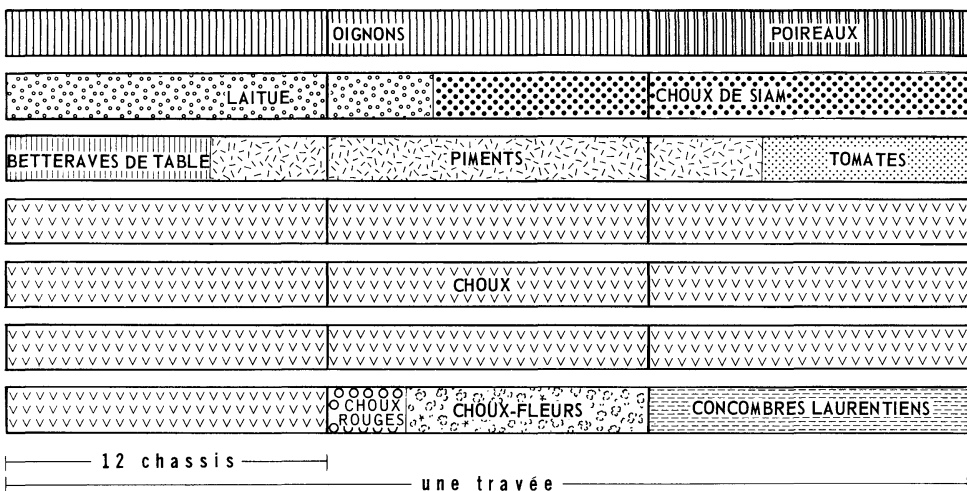 OIGNONS POIREAUX
LAITUE CHOUX DE SIAM
BETTERAVES DE TABLE PIMENTS TOMATES
CHOUX
CHOUX ROUGES CHOUX-FLEURS CONCOMBRES LAURENTIENS
12 chassis
une travée